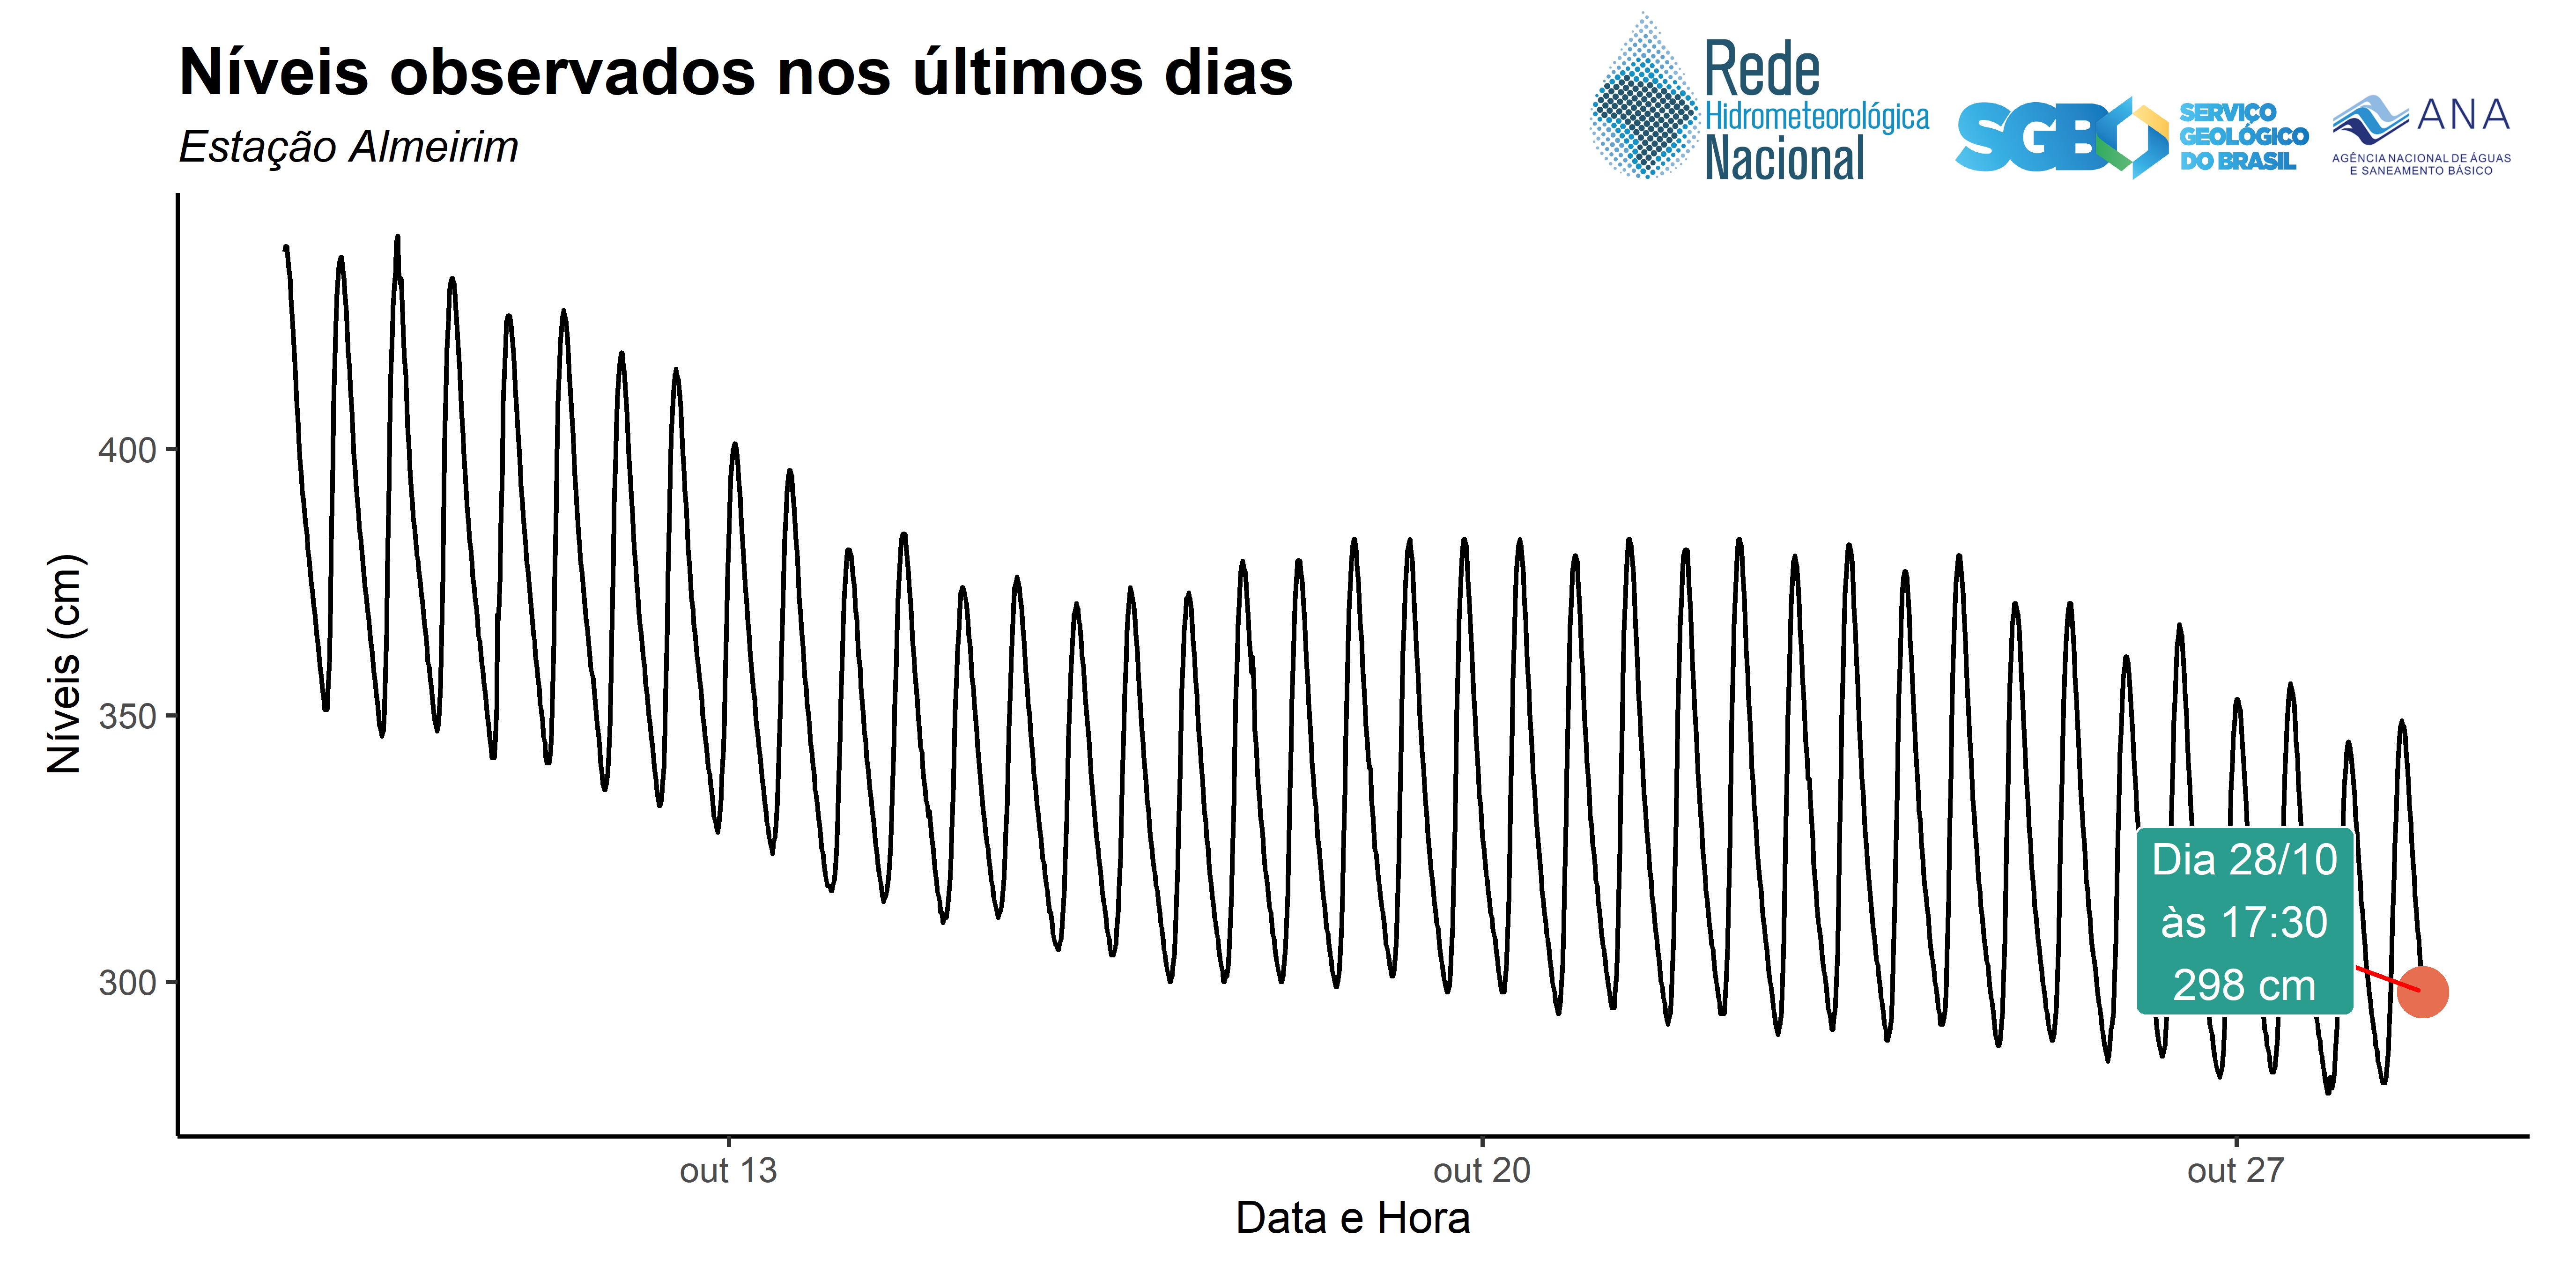 Níveis observados nos últimos dias
Estação Almeirim
Rede
Hidrometeorológica
Nacional
SGB
SERVIÇO
GEOLÓGICO
DO BRASIL
ANA
AGÊNCIA NACIONAL DE ÁGUAS
E SANEAMENTO BÁSICO
Níveis (cm)
400
350
300
Dia 28/10
às 17:30
298 cm
out 13
out 20
out 27
Data e Hora